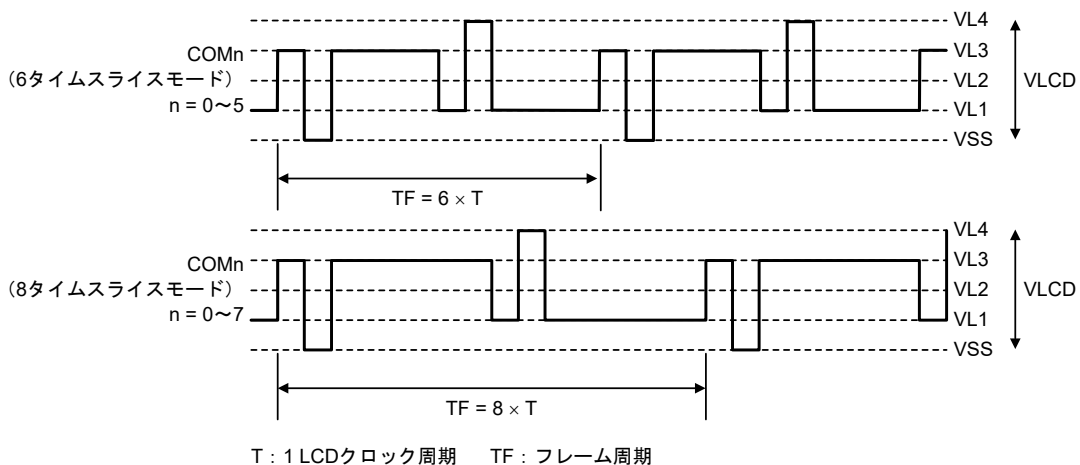 VL4
COMn
VL3
(6タイムスライスモード)
VL2
VLCD
n = 0~5
VL1
VSS
TF = 6 × T
VL4
COMn
VL3
(8タイムスライスモード)
VL2
VLCD
n = 0~7
VL1
VSS
TF = 8 × T
T:1 LCDクロック周期 TF:フレーム周期